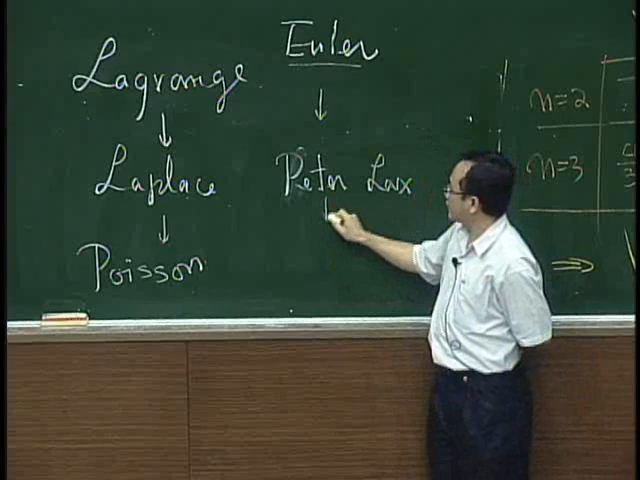 Lagrange
↓
Laplace
↓
Poisson
Euler
↓
Peter Lax
n=2
n=3
⇒